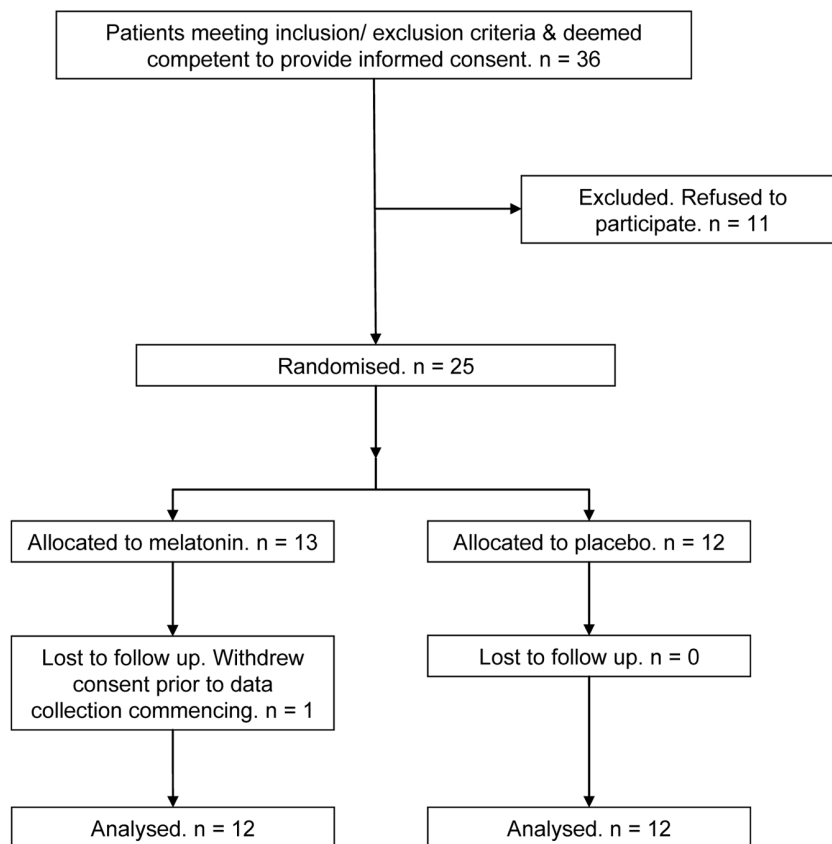 Patients meeting inclusion/ exclusion criteria & deemed
competent to provide informed consent. n = 36
Excluded. Refused to
participate. n = 11
Randomised. n = 25
Allocated to melatonin. n = 13
Allocated to placebo. n = 12
Lost to follow up. Withdrew
consent prior to data
collection commencing. n = 1
Lost to follow up. n = 0
Analysed. n = 12
Analysed. n = 12